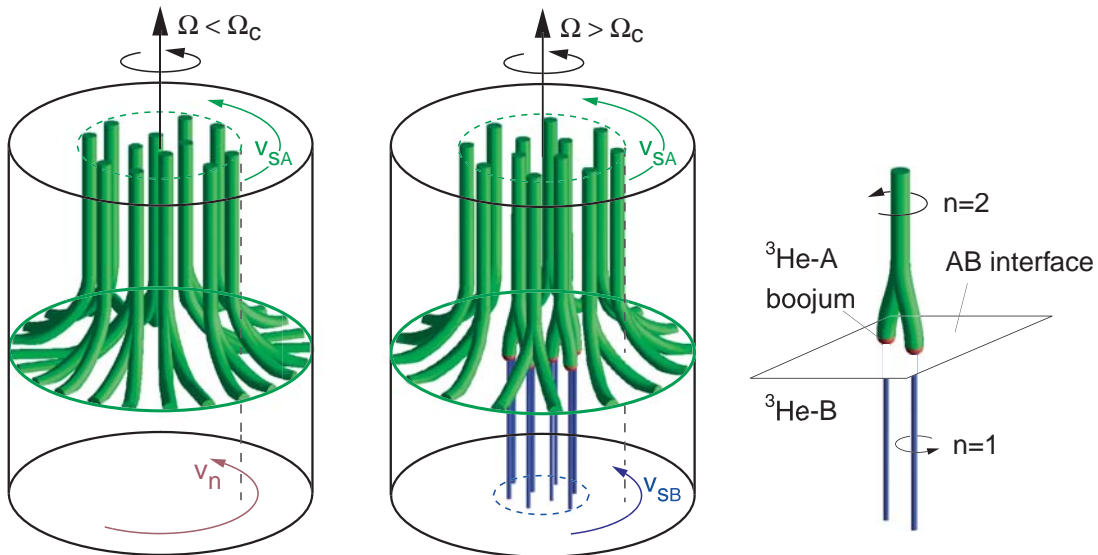 Ω < Ωc
vsA
vn
Ω > Ωc
vsA
vsB
n=2
³He-A
boojum
AB interface
³He-B
n=1